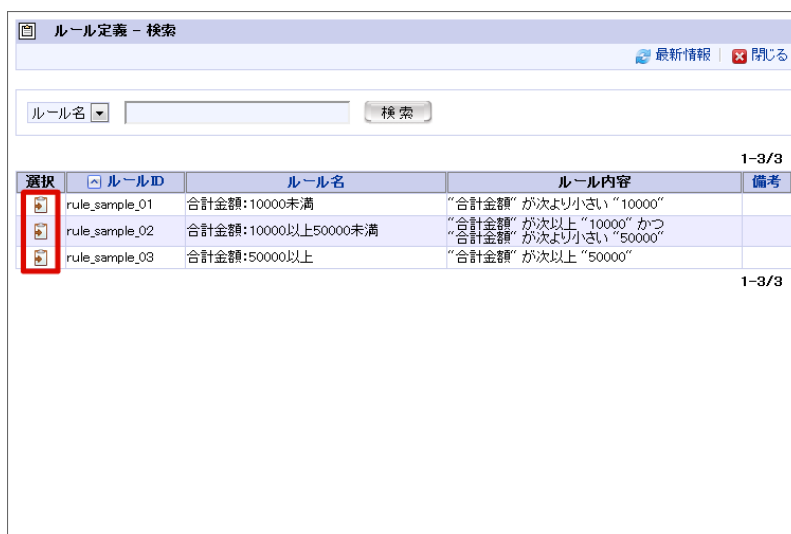 ルール定義 - 検索
最新情報 閉じる
ルール名 検索
1-3/3
選択 ルールID ルール名 ルール内容 備考
rule_sample_01 合計金額:10000未満 "合計金額" が次より小さい "10000"
rule_sample_02 合計金額:10000以上50000未満 "合計金額" が次以上 "10000" かつ
"合計金額" が次より小さい "50000"
rule_sample_03 合計金額:50000以上 "合計金額" が次以上 "50000"
1-3/3